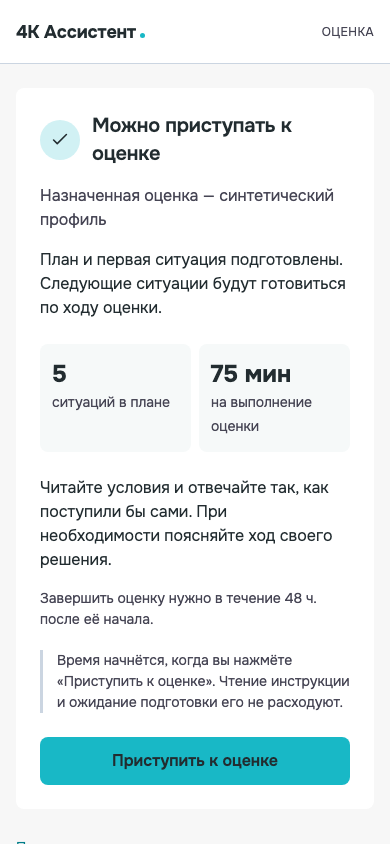 4К Ассистент
ОЦЕНКА
Можно приступать к
оценке
Назначенная оценка — синтетический
профиль
План и первая ситуация подготовлены.
Следующие ситуации будут готовиться
по ходу оценки.
5
ситуаций в плане
75 мин
на выполнение
оценки
Читайте условия и отвечайте так, как
поступили бы сами. При
необходимости поясняйте ход своего
решения.
Завершить оценку нужно в течение 48 ч.
после её начала.
Время начнётся, когда вы нажмёте
«Приступить к оценке». Чтение инструкции
и ожидание подготовки его не расходуют.
Приступить к оценке